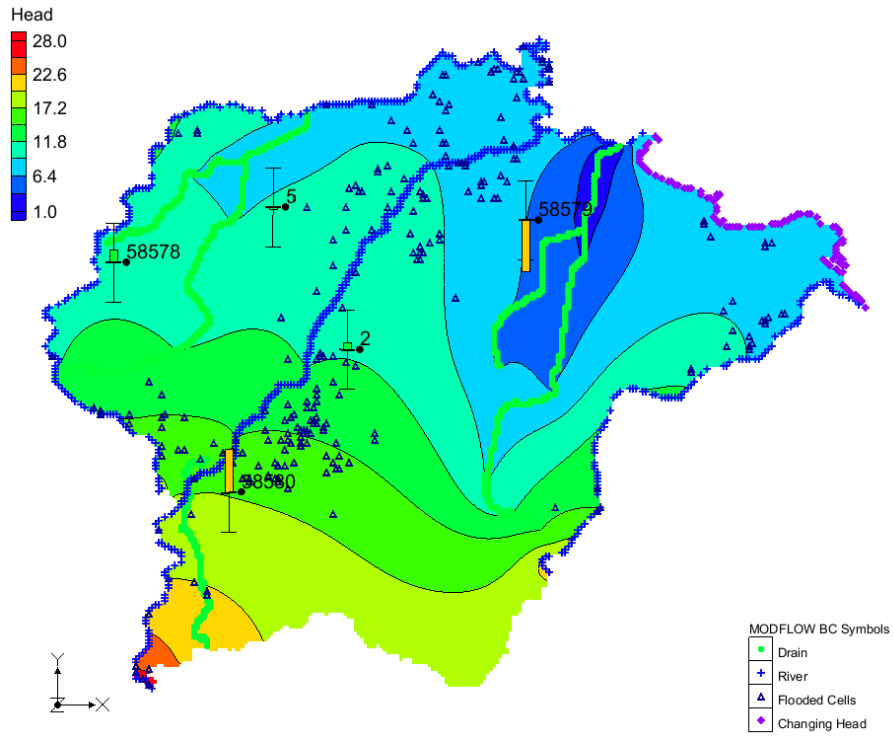 Head
28.0
22.6
17.2
11.8
6.4
1.0
5
58579
58578
2
58580
Y
Z
X
MODFLOW BC Symbols
Drain
River
Flooded Cells
Changing Head